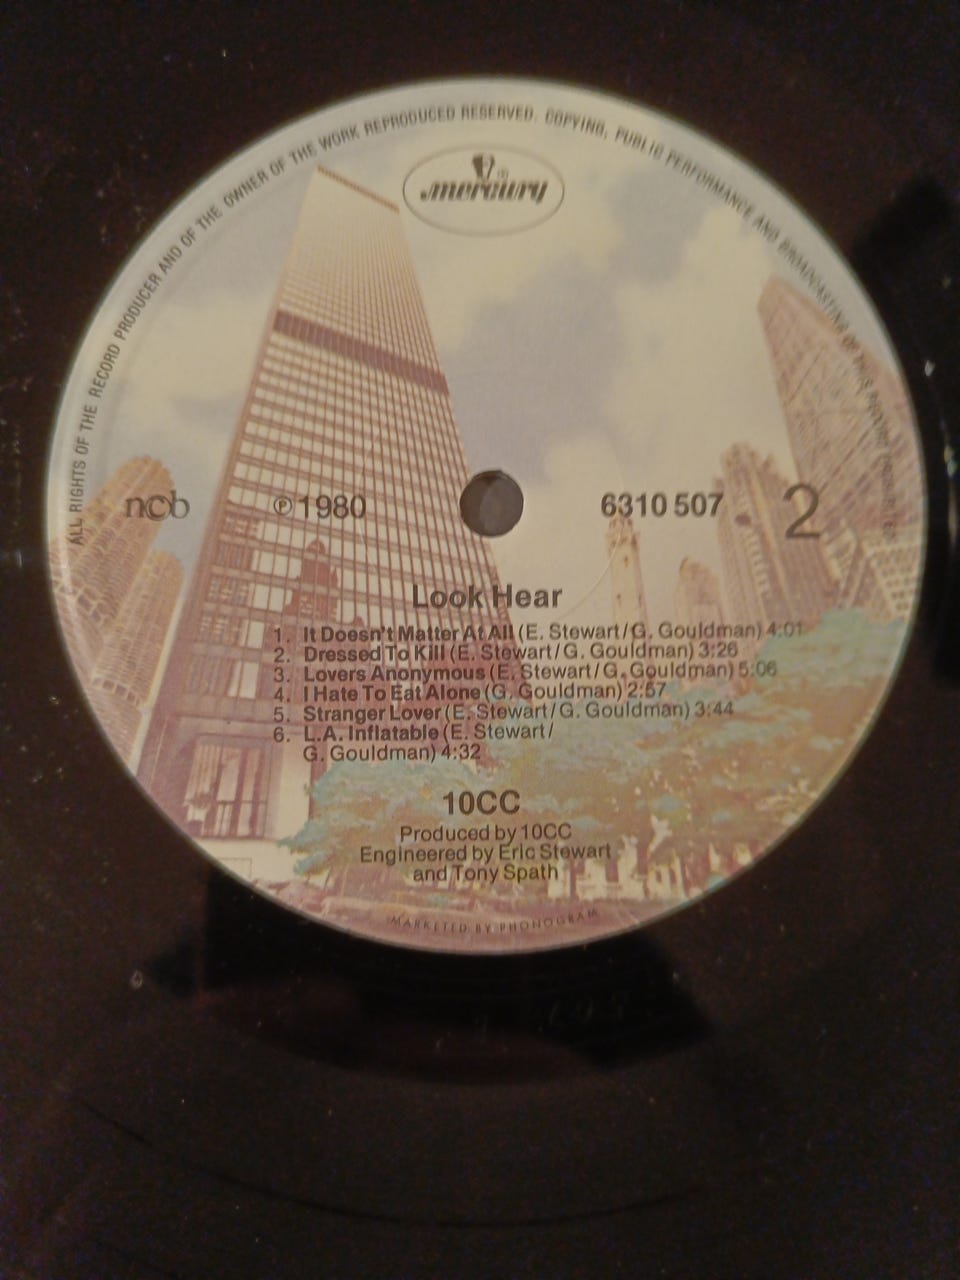 ALL RIGHTS OF THE RECORD PRODUCER AND OF THE OWNER OF THE WORK REPRODUCED RESERVED. COPYING, PUBLIC PERFORMANCE AND BROADCASTING OF THIS RECORD PROHIBITED
mercury
ncb ℗ 1980 6310 507 2
Look Hear
1. It Doesn't Matter At All (E. Stewart/G. Gouldman) 4:01
2. Dressed To Kill (E. Stewart/G. Gouldman) 3:26
3. Lovers Anonymous (E. Stewart/G. Gouldman) 5:06
4. I Hate To Eat Alone (G. Gouldman) 2:57
5. Stranger Lover (E. Stewart/G. Gouldman) 3:44
6. L.A. Inflatable (E. Stewart/
G. Gouldman) 4:32
10CC
Produced by 10CC
Engineered by Eric Stewart
and Tony Spath
MARKETED BY PHONOGRAM